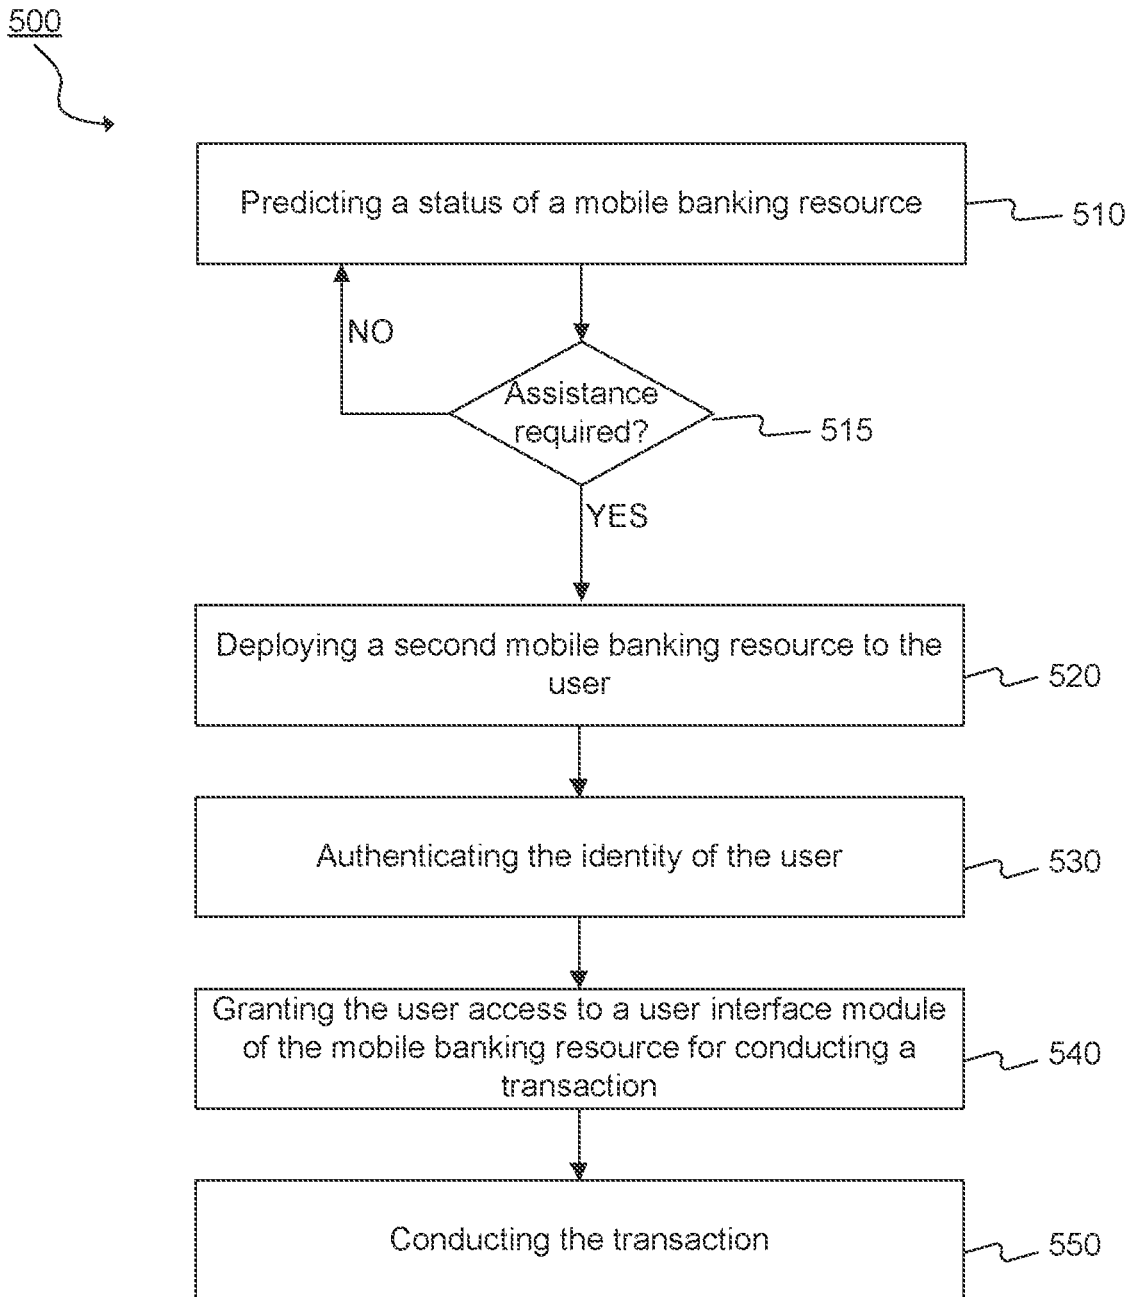 500
Predicting a status of a mobile banking resource
510
NO
Assistance
required?
515
YES
Deploying a second mobile banking resource to the
user
520
Authenticating the identity of the user
530
Granting the user access to a user interface module
of the mobile banking resource for conducting a
transaction
540
Conducting the transaction
550